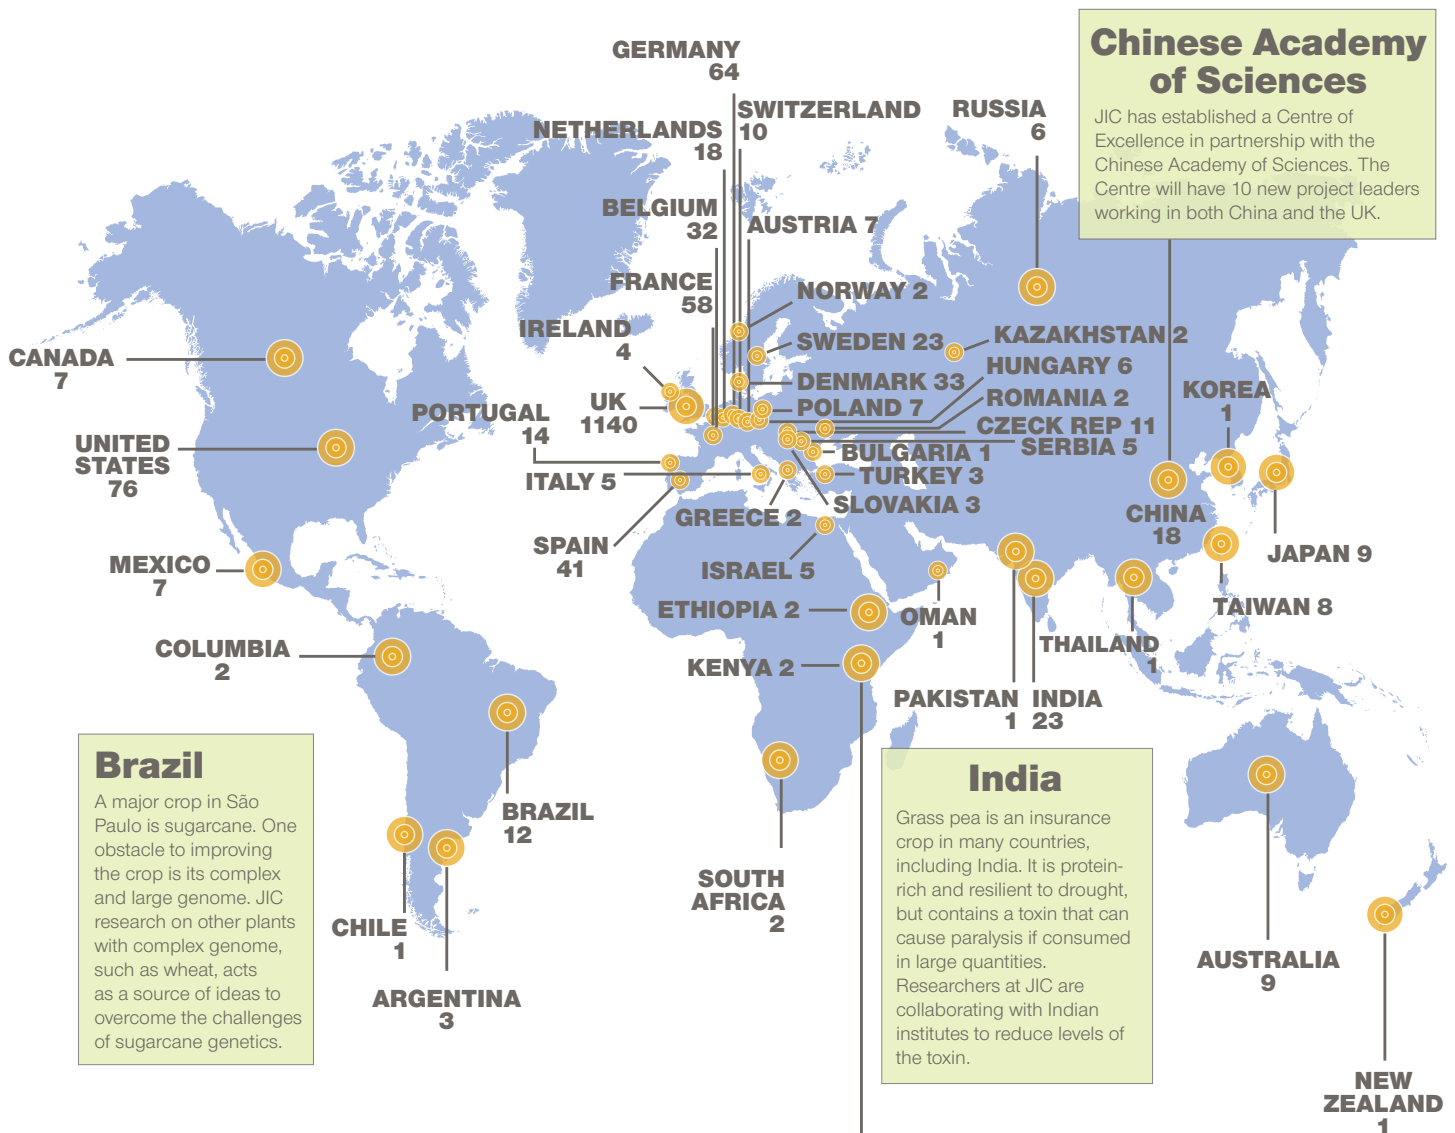 GERMANY
64
SWITZERLAND
10
NETHERLANDS
18
RUSSIA
6
Chinese Academy
of Sciences
JIC has established a Centre of
Excellence in partnership with the
Chinese Academy of Sciences. The
Centre will have 10 new project leaders
working in both China and the UK.
BELGIUM
32
AUSTRIA 7
FRANCE
58
NORWAY 2
IRELAND
4
SWEDEN 23
KAZAKHSTAN 2
CANADA
7
HUNGARY 6
DENMARK 33
KOREA
1
UK
1140
ROMANIA 2
PORTUGAL
14
POLAND 7
CZECK REP 11
UNITED
STATES
76
SERBIA 5
BULGARIA 1
ITALY 5
TURKEY 3
SLOVAKIA 3
GREECE 2
CHINA
18
SPAIN
41
JAPAN 9
MEXICO
7
ISRAEL 5
ETHIOPIA 2
OMAN
1
TAIWAN 8
COLUMBIA
2
THAILAND
1
KENYA 2
PAKISTAN
1
INDIA
23
Brazil
A major crop in São
Paulo is sugarcane. One
obstacle to improving
the crop is its complex
and large genome. JIC
research on other plants
with complex genome,
such as wheat, acts
as a source of ideas to
overcome the challenges
of sugarcane genetics.
BRAZIL
12
India
Grass pea is an insurance
crop in many countries,
including India. It is protein-
rich and resilient to drought,
but contains a toxin that can
cause paralysis if consumed
in large quantities.
Researchers at JIC are
collaborating with Indian
institutes to reduce levels of
the toxin.
SOUTH
AFRICA
2
CHILE
1
ARGENTINA
3
AUSTRALIA
9
NEW
ZEALAND
1